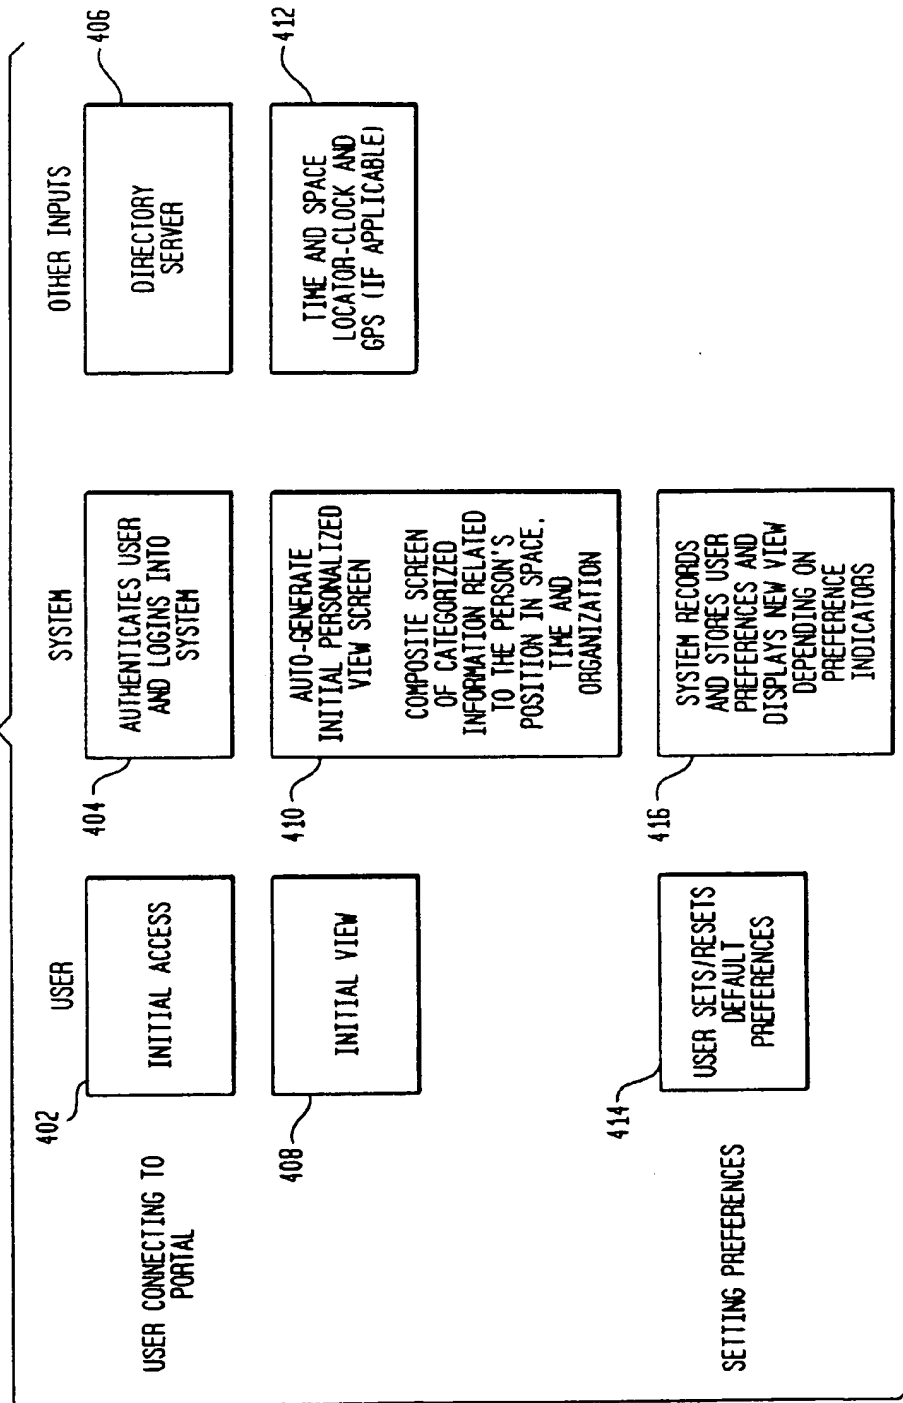 USER
SYSTEM
OTHER INPUTS
USER CONNECTING TO
PORTAL
402
INITIAL ACCESS
404
AUTHENTICATES USER
AND LOGINS INTO
SYSTEM
406
DIRECTORY
SERVER
408
INITIAL VIEW
410
AUTO-GENERATE
INITIAL PERSONALIZED
VIEW SCREEN
COMPOSITE SCREEN
OF CATEGORIZED
INFORMATION RELATED
TO THE PERSON'S
POSITION IN SPACE,
TIME AND
ORGANIZATION
412
TIME AND SPACE
LOCATOR-CLOCK AND
GPS (IF APPLICABLE)
SETTING PREFERENCES
414
USER SETS/RESETS
DEFAULT
PREFERENCES
416
SYSTEM RECORDS
AND STORES USER
PREFERENCES AND
DISPLAYS NEW VIEW
DEPENDING ON
PREFERENCE
INDICATORS